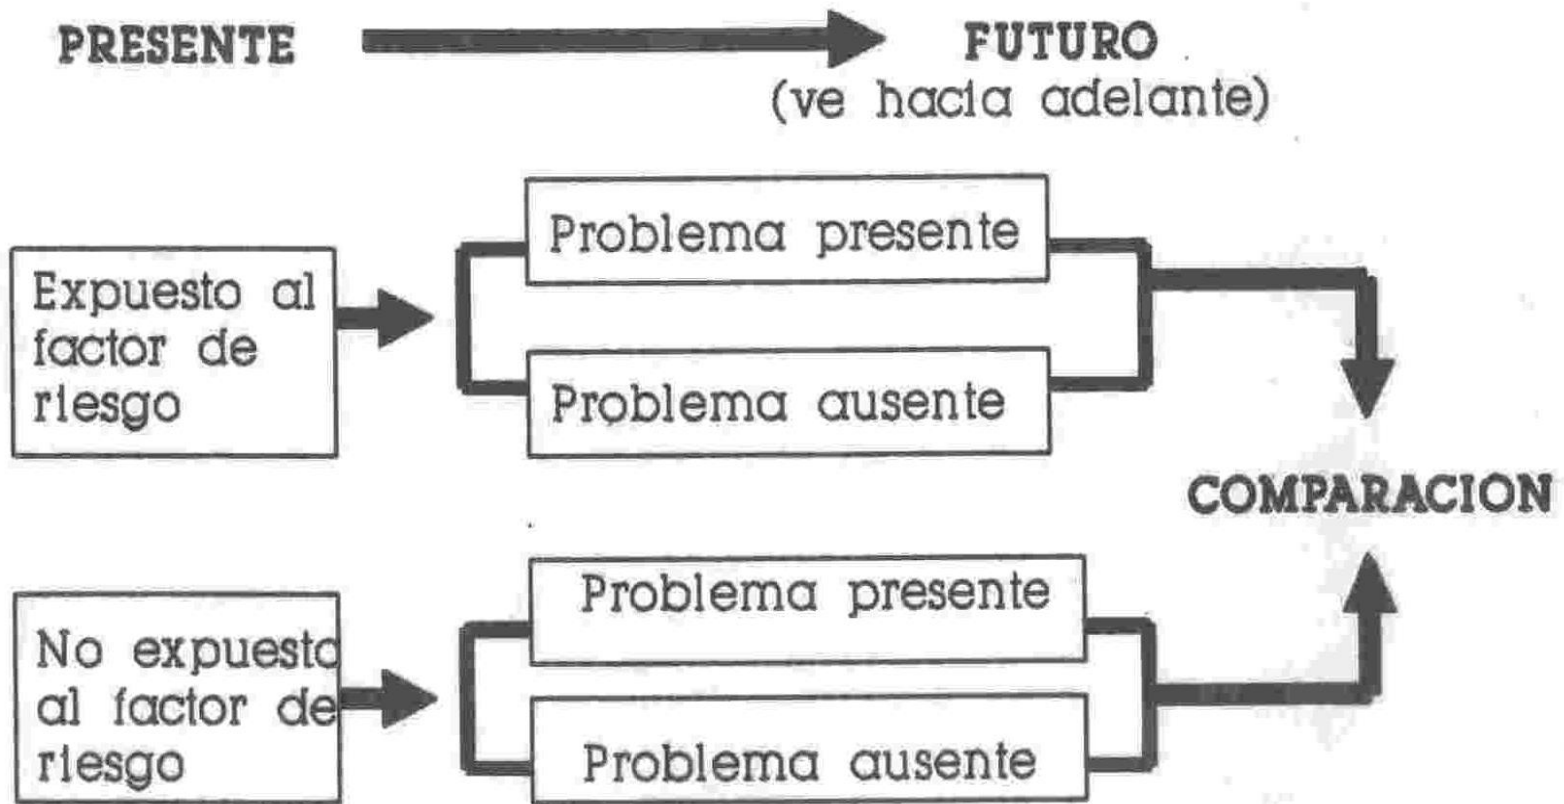 PRESENTE FUTURO
(ve hacia adelante)
Problema presente
Expuesto al
factor de
riesgo
Problema ausente
COMPARACION
Problema presente
No expuesto
al factor de
riesgo
Problema ausente